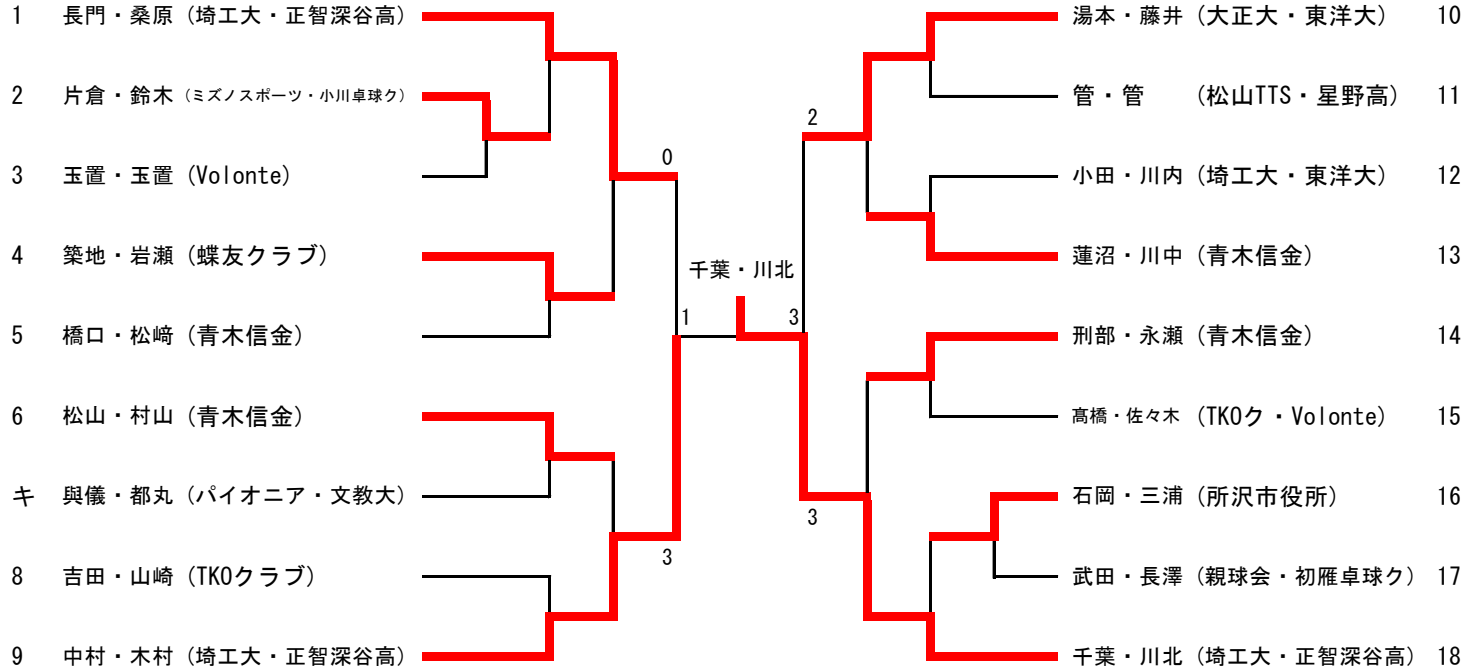 1 長門・桑原（埼工大・正智深谷高）
2 片倉・鈴木（ミズノスポーツ・小川卓球ク）
3 玉置・玉置（Volonte）
4 築地・岩瀬（蝶友クラブ）
5 橋口・松﨑（青木信金）
6 松山・村山（青木信金）
キ 與儀・都丸（パイオニア・文教大）
8 吉田・山崎（TKOクラブ）
9 中村・木村（埼工大・正智深谷高）
0
1
3
千葉・川北
2
3
3
湯本・藤井（大正大・東洋大） 10
管・管 （松山TTS・星野高） 11
小田・川内（埼工大・東洋大） 12
蓮沼・川中（青木信金） 13
刑部・永瀬（青木信金） 14
髙橋・佐々木（TKOク・Volonte） 15
石岡・三浦（所沢市役所） 16
武田・長澤（親球会・初雁卓球ク） 17
千葉・川北（埼工大・正智深谷高） 18